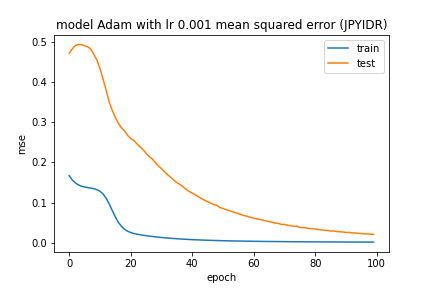 model Adam with lr 0.001 mean squared error (JPYIDR)
train
test
0.5
0.4
0.3
0.2
0.1
0.0
mse
0 20 40 60 80 100
epoch